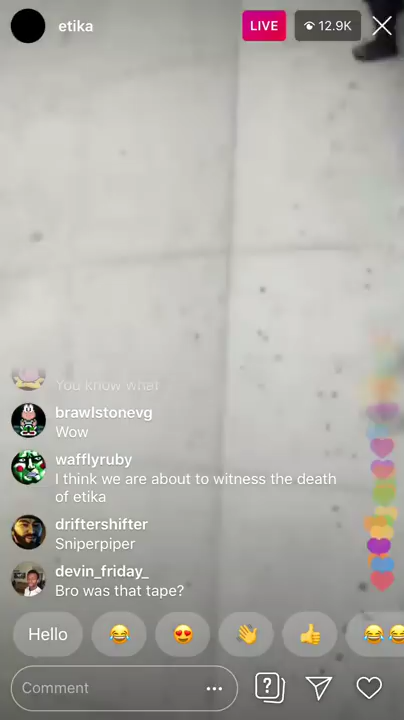 etika
LIVE
12.9K
You know what
brawlstonevg
Wow
wafflyruby
I think we are about to witness the death
of etika
driftershifter
Sniperpiper
devin_friday_
Bro was that tape?
Hello
Comment